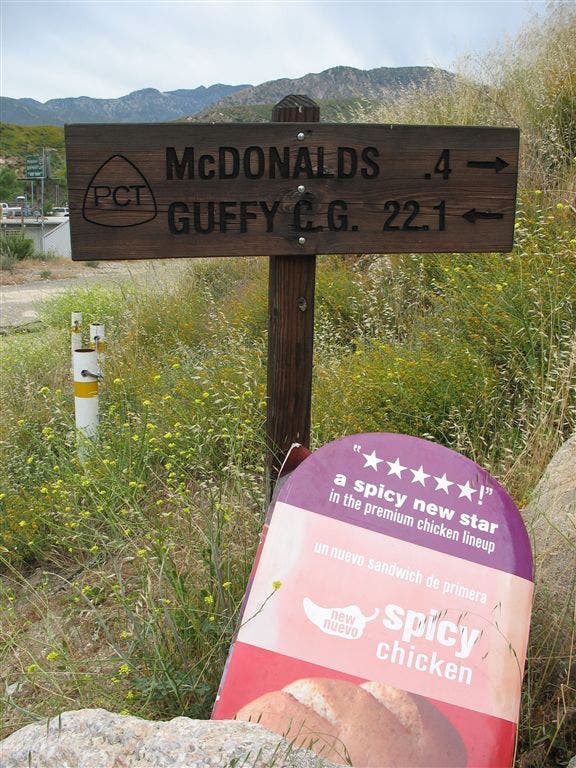 PCT
McDONALDS .4 →
GUFFY C.G. 22.1 ←
"★★★★★!"
a spicy new star
in the premium chicken lineup
un nuevo sandwich de primera
new
nuevo
spicy
chicken